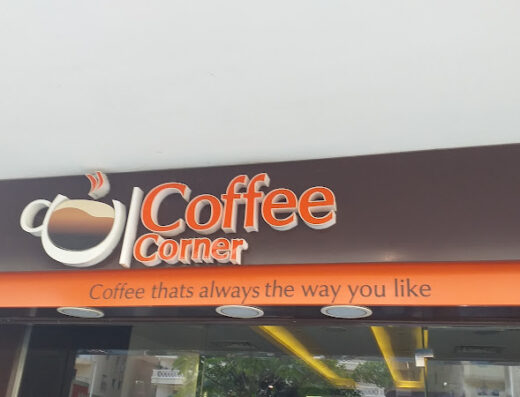 Coffee
Corner
Coffee thats always the way you like